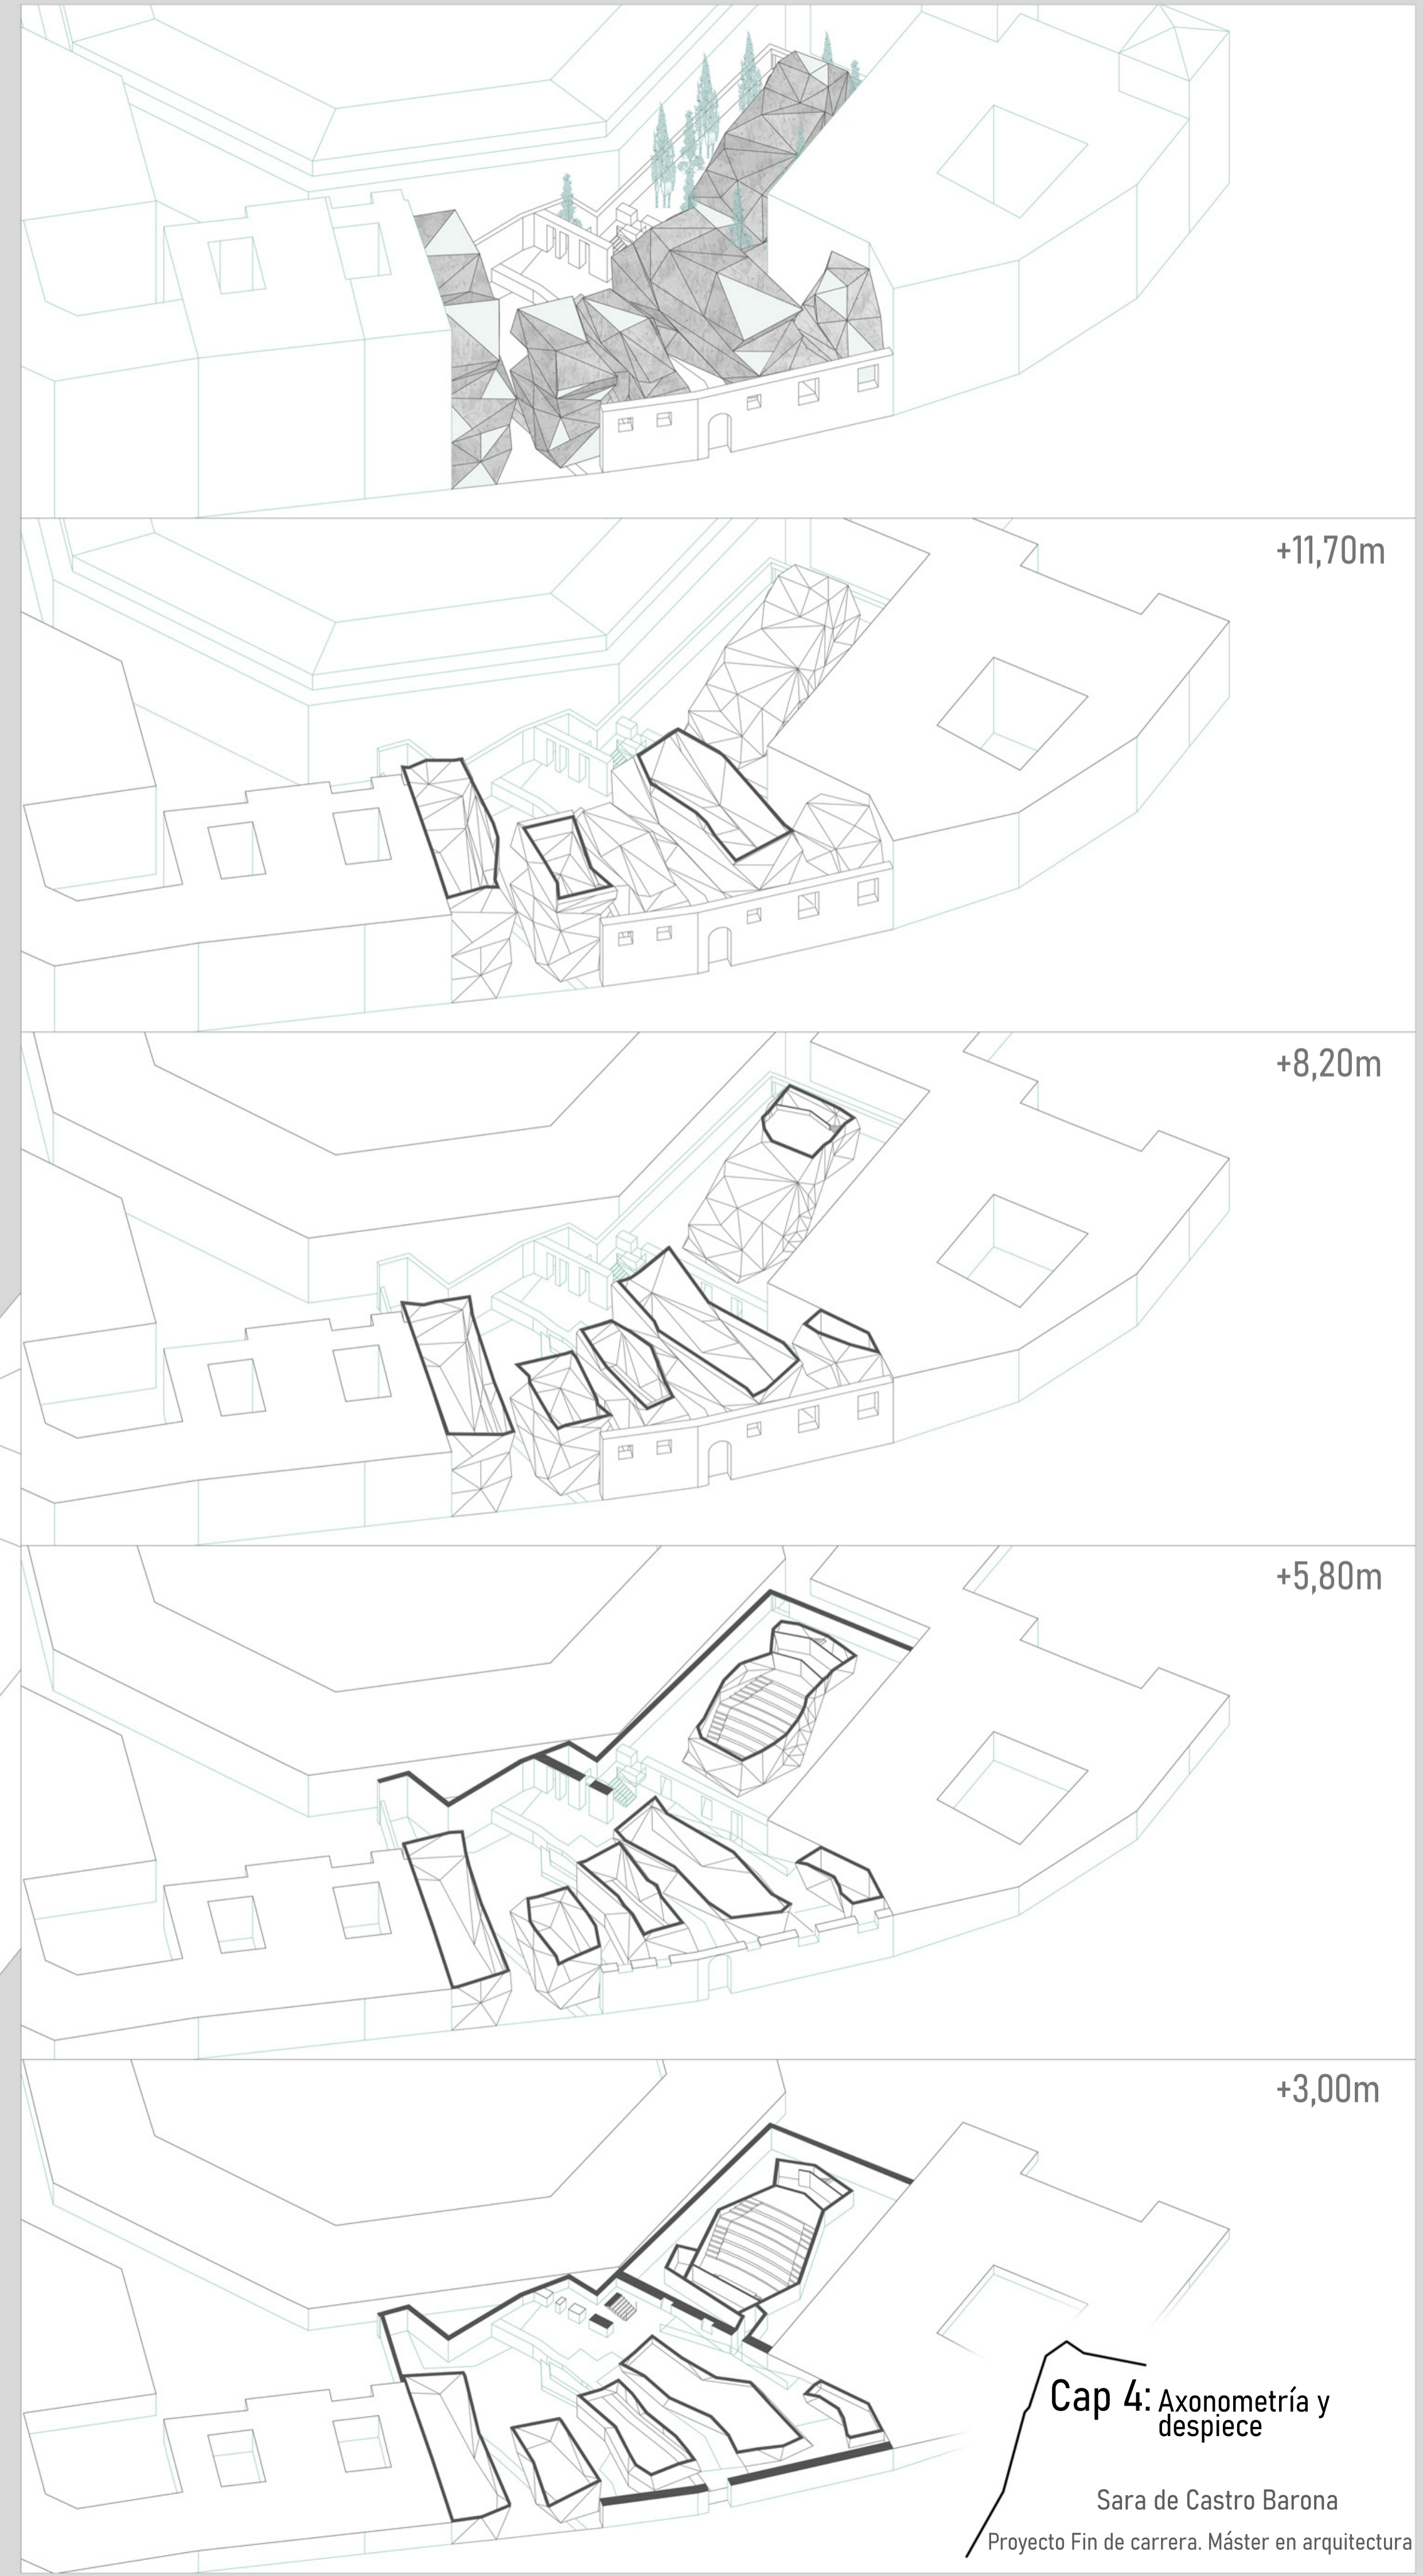 +11,70m
+8,20m
+5,80m
+3,00m
Cap 4: Axonometría y
despiece
Sara de Castro Barona
Proyecto Fin de carrera. Máster en arquitectura